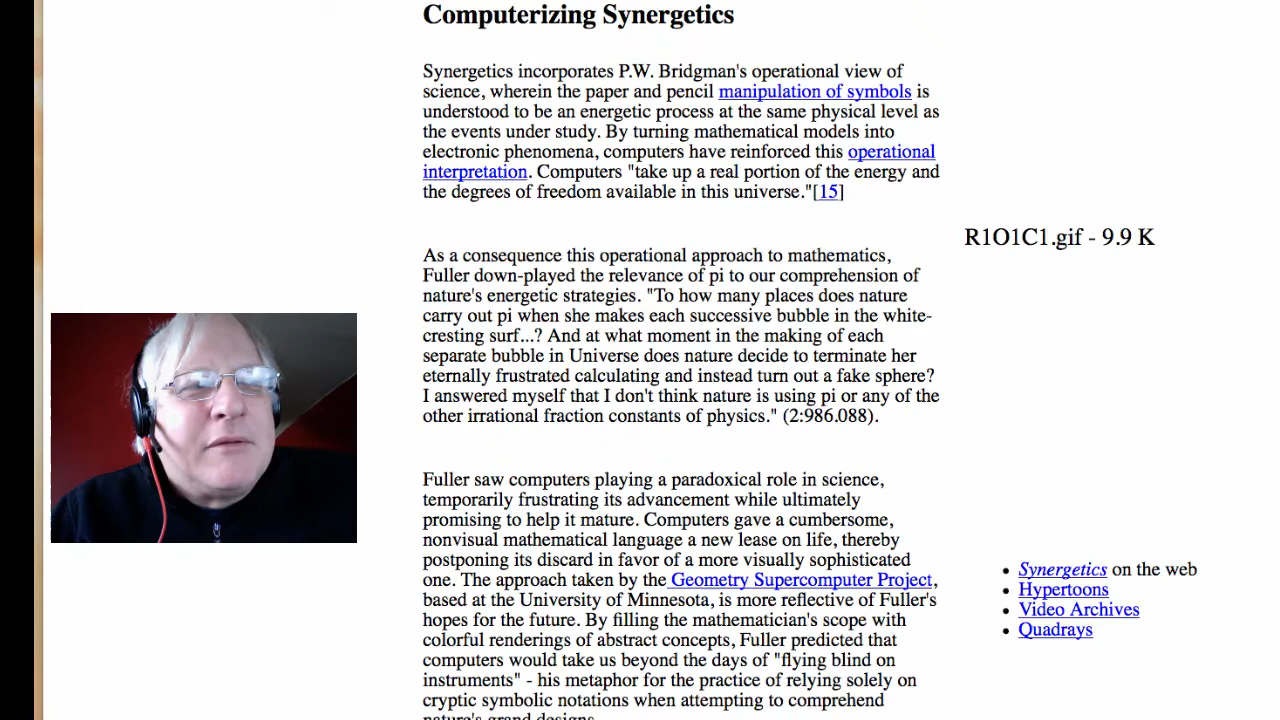 Computerizing Synergetics
Synergetics incorporates P.W. Bridgman's operational view of
science, wherein the paper and pencil manipulation of symbols is
understood to be an energetic process at the same physical level as
the events under study. By turning mathematical models into
electronic phenomena, computers have reinforced this operational
interpretation. Computers "take up a real portion of the energy and
the degrees of freedom available in this universe."[15]
As a consequence this operational approach to mathematics,
Fuller down-played the relevance of pi to our comprehension of
nature's energetic strategies. "To how many places does nature
carry out pi when she makes each successive bubble in the white-
cresting surf...? And at what moment in the making of each
separate bubble in Universe does nature decide to terminate her
eternally frustrated calculating and instead turn out a fake sphere?
I answered myself that I don't think nature is using pi or any of the
other irrational fraction constants of physics." (2:986.088).
Fuller saw computers playing a paradoxical role in science,
temporarily frustrating its advancement while ultimately
promising to help it mature. Computers gave a cumbersome,
nonvisual mathematical language a new lease on life, thereby
postponing its discard in favor of a more visually sophisticated
one. The approach taken by the Geometry Supercomputer Project,
based at the University of Minnesota, is more reflective of Fuller's
hopes for the future. By filling the mathematician's scope with
colorful renderings of abstract concepts, Fuller predicted that
computers would take us beyond the days of "flying blind on
instruments" - his metaphor for the practice of relying solely on
cryptic symbolic notations when attempting to comprehend
nature's grand designs.
R1O1C1.gif - 9.9 K
Synergetics on the web
Hypertoons
Video Archives
Quadrays